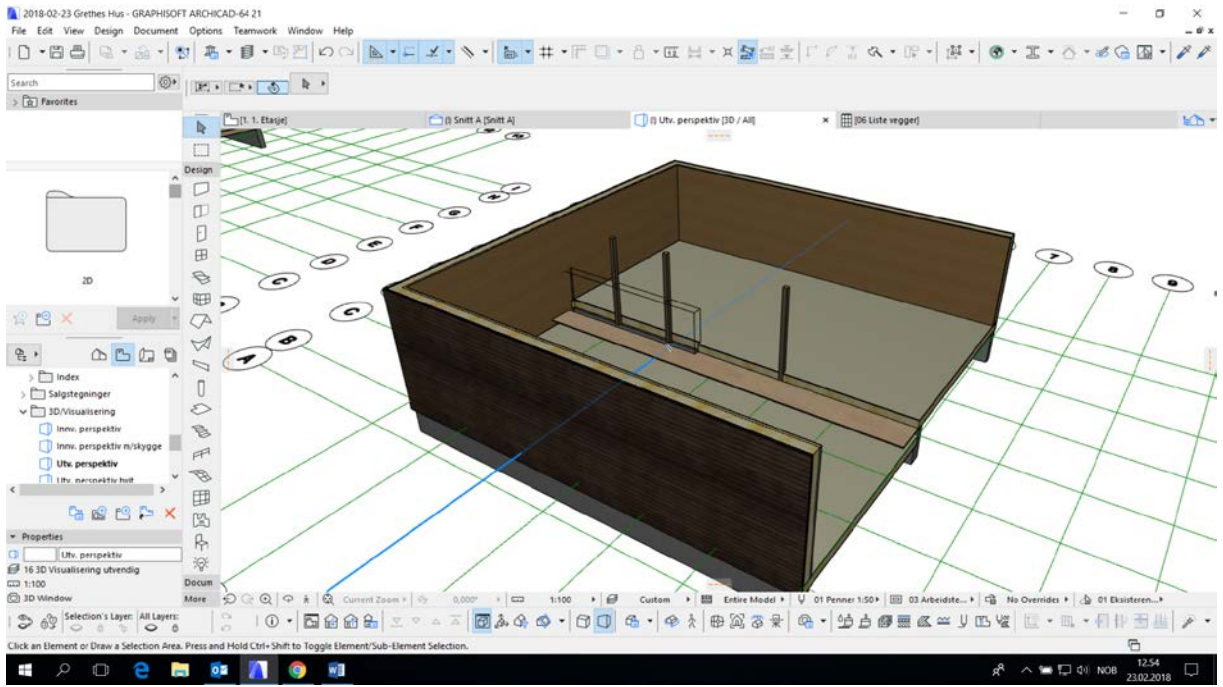 2018-02-23 Grethes Hus - GRAPHISOFT ARCHICAD-64 21
File Edit View Design Document Options Teamwork Window Help
Search
Favorites
[1. 1. Etasje]
(!) Snitt A [Snitt A]
(!) Utv. perspektiv [3D / All]
[06 Liste vegger]
Design
2D
Apply
Index
Salgstegninger
3D/Visualisering
Innv. perspektiv
Innv. perspektiv m/skygge
Utv. perspektiv
Utv. perspektiv hvit
Properties
Utv. perspektiv
16 3D Visualisering utvendig
1:100
3D Window
Docum
More
I
H
G
F
E
D
C
C
B
A
7
8
9
Current Zoom
0,000°
1:100
Custom
Entire Model
01 Penner 1:50
03 Arbeidste...
No Overrides
01 Eksisteren...
Selection's Layer: All Layers:
Click an Element or Draw a Selection Area. Press and Hold Ctrl+Shift to Toggle Element/Sub-Element Selection.
NOB
12.54
23.02.2018